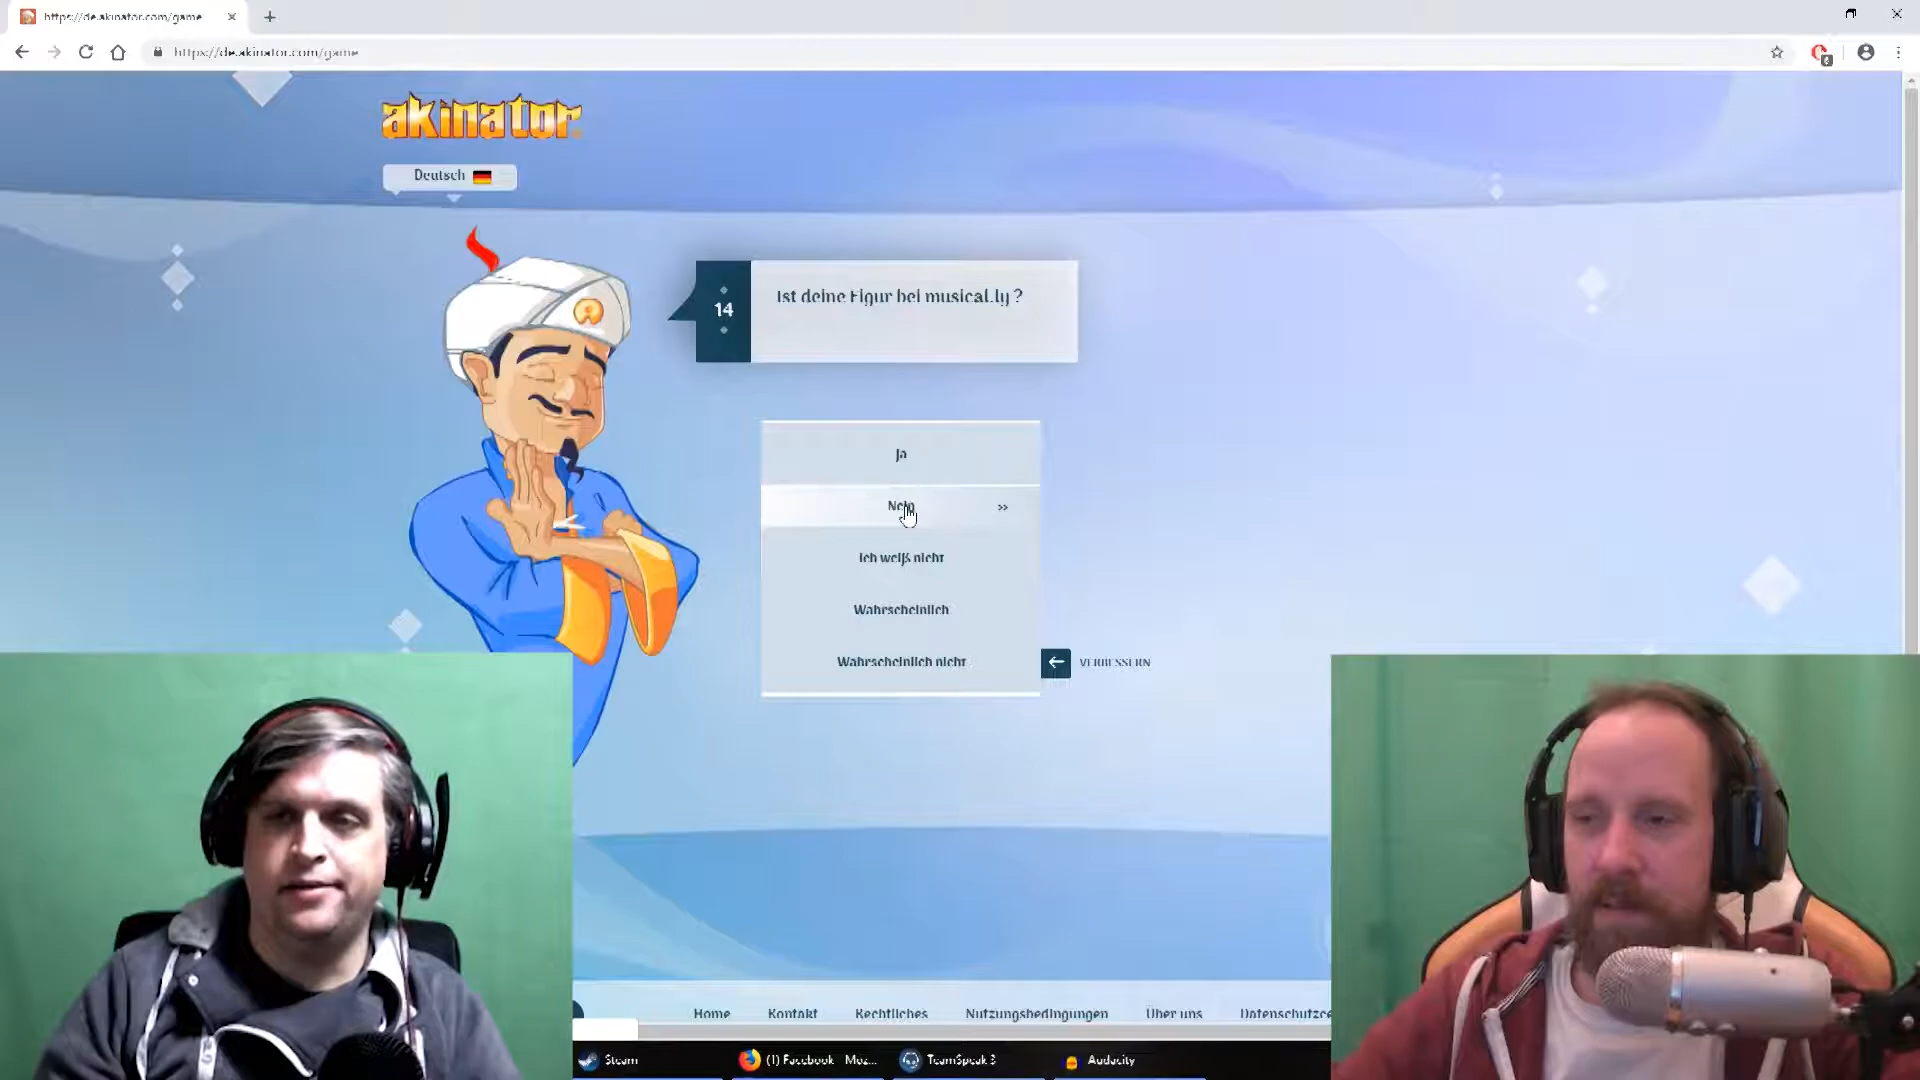 https://de.akinator.com/game
https://de.akinator.com/game
akinator
Deutsch
14
Ist deine Figur bei musical.ly ?
Ja
Nein
Ich weiß nicht
Wahrscheinlich
Wahrscheinlich nicht
VERBESSERN
Home Kontakt Rechtliches Nutzungsbedingungen Über uns
Steam (1) Facebook - Moz... TeamSpeak 3 Audacity